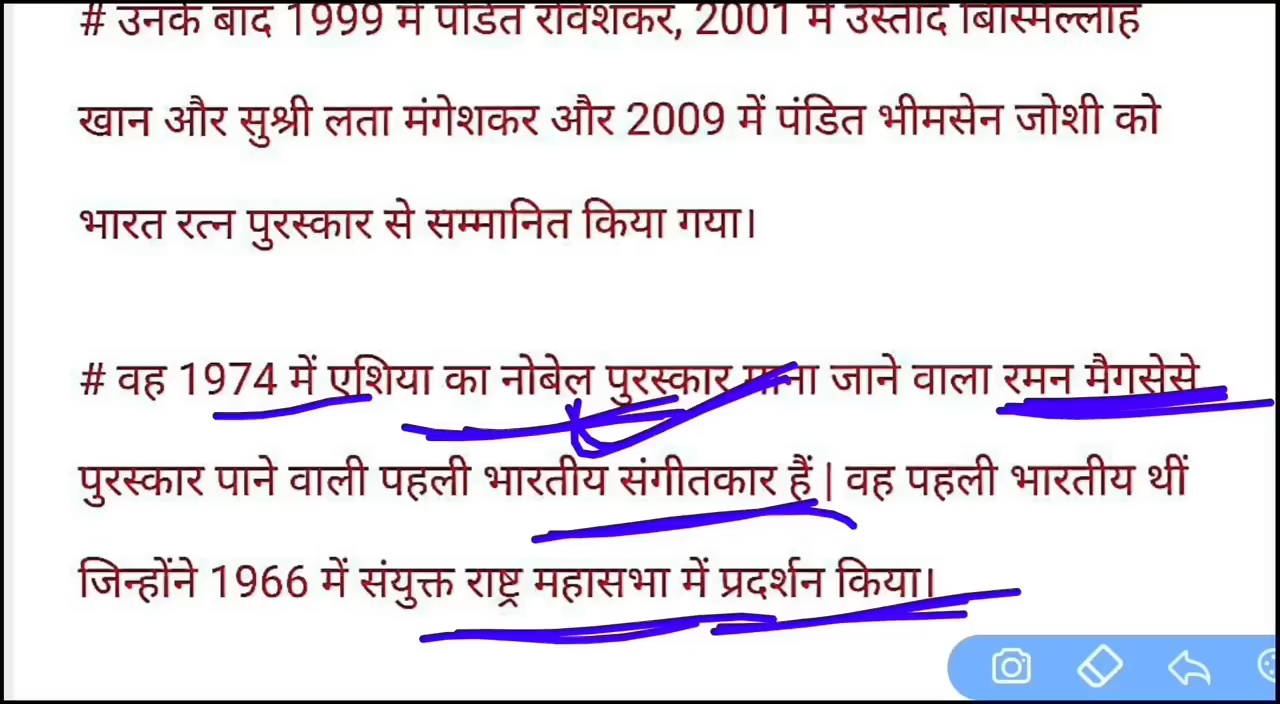 # उनके बाद 1999 में पंडित रविशंकर, 2001 में उस्ताद बिस्मिल्लाह
खान और सुश्री लता मंगेशकर और 2009 में पंडित भीमसेन जोशी को
भारत रत्न पुरस्कार से सम्मानित किया गया।
# वह 1974 में एशिया का नोबेल पुरस्कार माना जाने वाला रमन मैगसेसे
पुरस्कार पाने वाली पहली भारतीय संगीतकार हैं | वह पहली भारतीय थीं
जिन्होंने 1966 में संयुक्त राष्ट्र महासभा में प्रदर्शन किया।